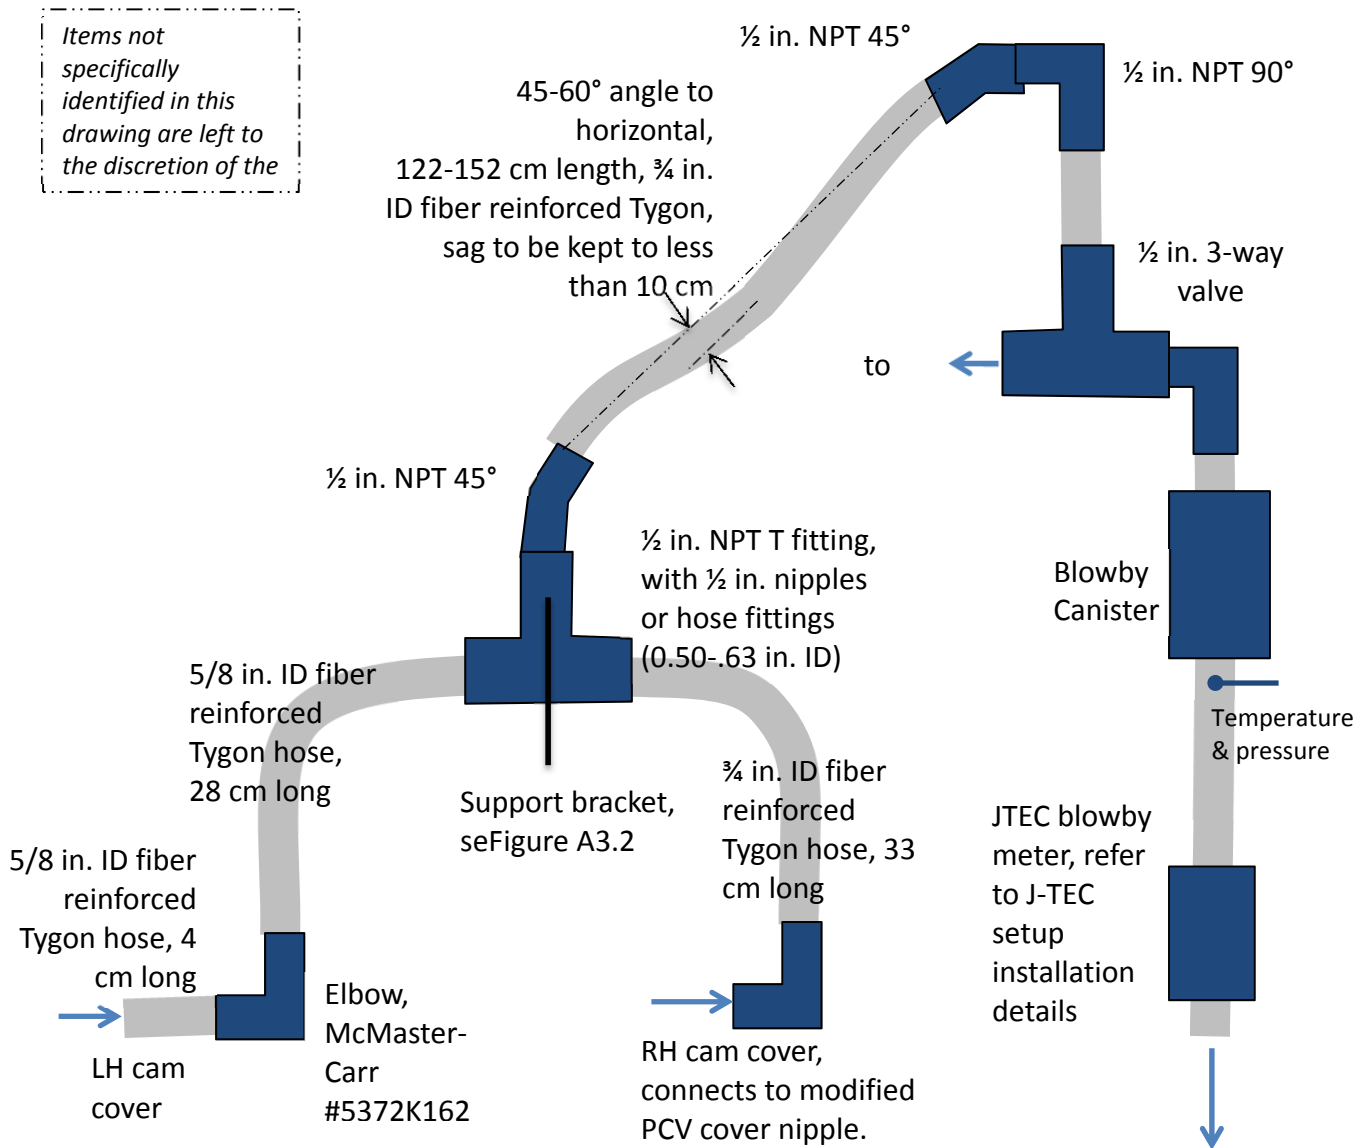 Items not
specifically
identified in this
drawing are left to
the discretion of the
½ in. NPT 45°
½ in. NPT 90°
45-60° angle to
horizontal,
122-152 cm length, ¾ in.
ID fiber reinforced Tygon,
sag to be kept to less
than 10 cm
½ in. 3-way
valve
to
½ in. NPT 45°
½ in. NPT T fitting,
with ½ in. nipples
or hose fittings
(0.50-.63 in. ID)
Blowby
Canister
5/8 in. ID fiber
reinforced
Tygon hose,
28 cm long
Temperature
& pressure
Support bracket,
seFigure A3.2
¾ in. ID fiber
reinforced
Tygon hose, 33
cm long
JTEC blowby
meter, refer
to J-TEC
setup
installation
details
5/8 in. ID fiber
reinforced
Tygon hose, 4
cm long
Elbow,
McMaster-
Carr
#5372K162
LH cam
cover
RH cam cover,
connects to modified
PCV cover nipple.